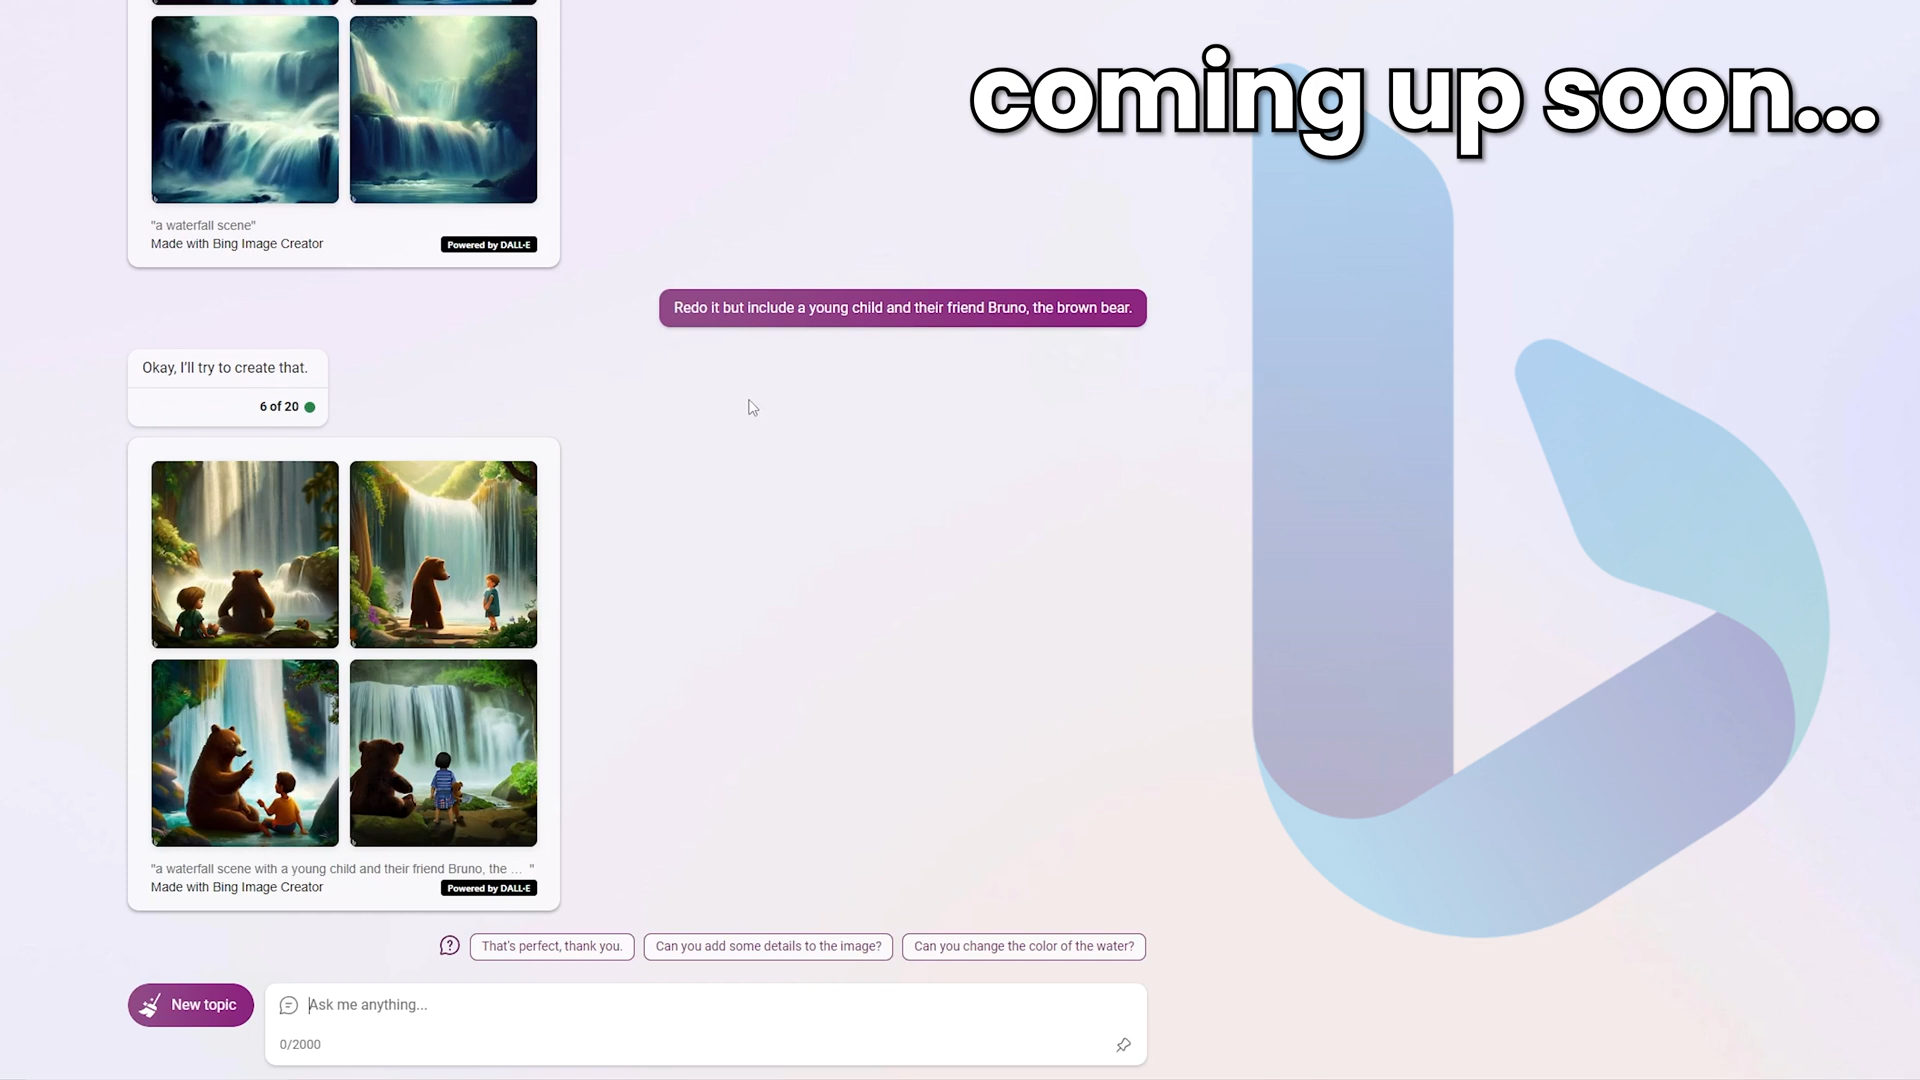 coming up soon...
"a waterfall scene"
Made with Bing Image Creator
Powered by DALL·E
Redo it but include a young child and their friend Bruno, the brown bear.
Okay, I'll try to create that.
6 of 20
"a waterfall scene with a young child and their friend Bruno, the ... "
Made with Bing Image Creator
Powered by DALL·E
That's perfect, thank you.
Can you add some details to the image?
Can you change the color of the water?
New topic
Ask me anything...
0/2000